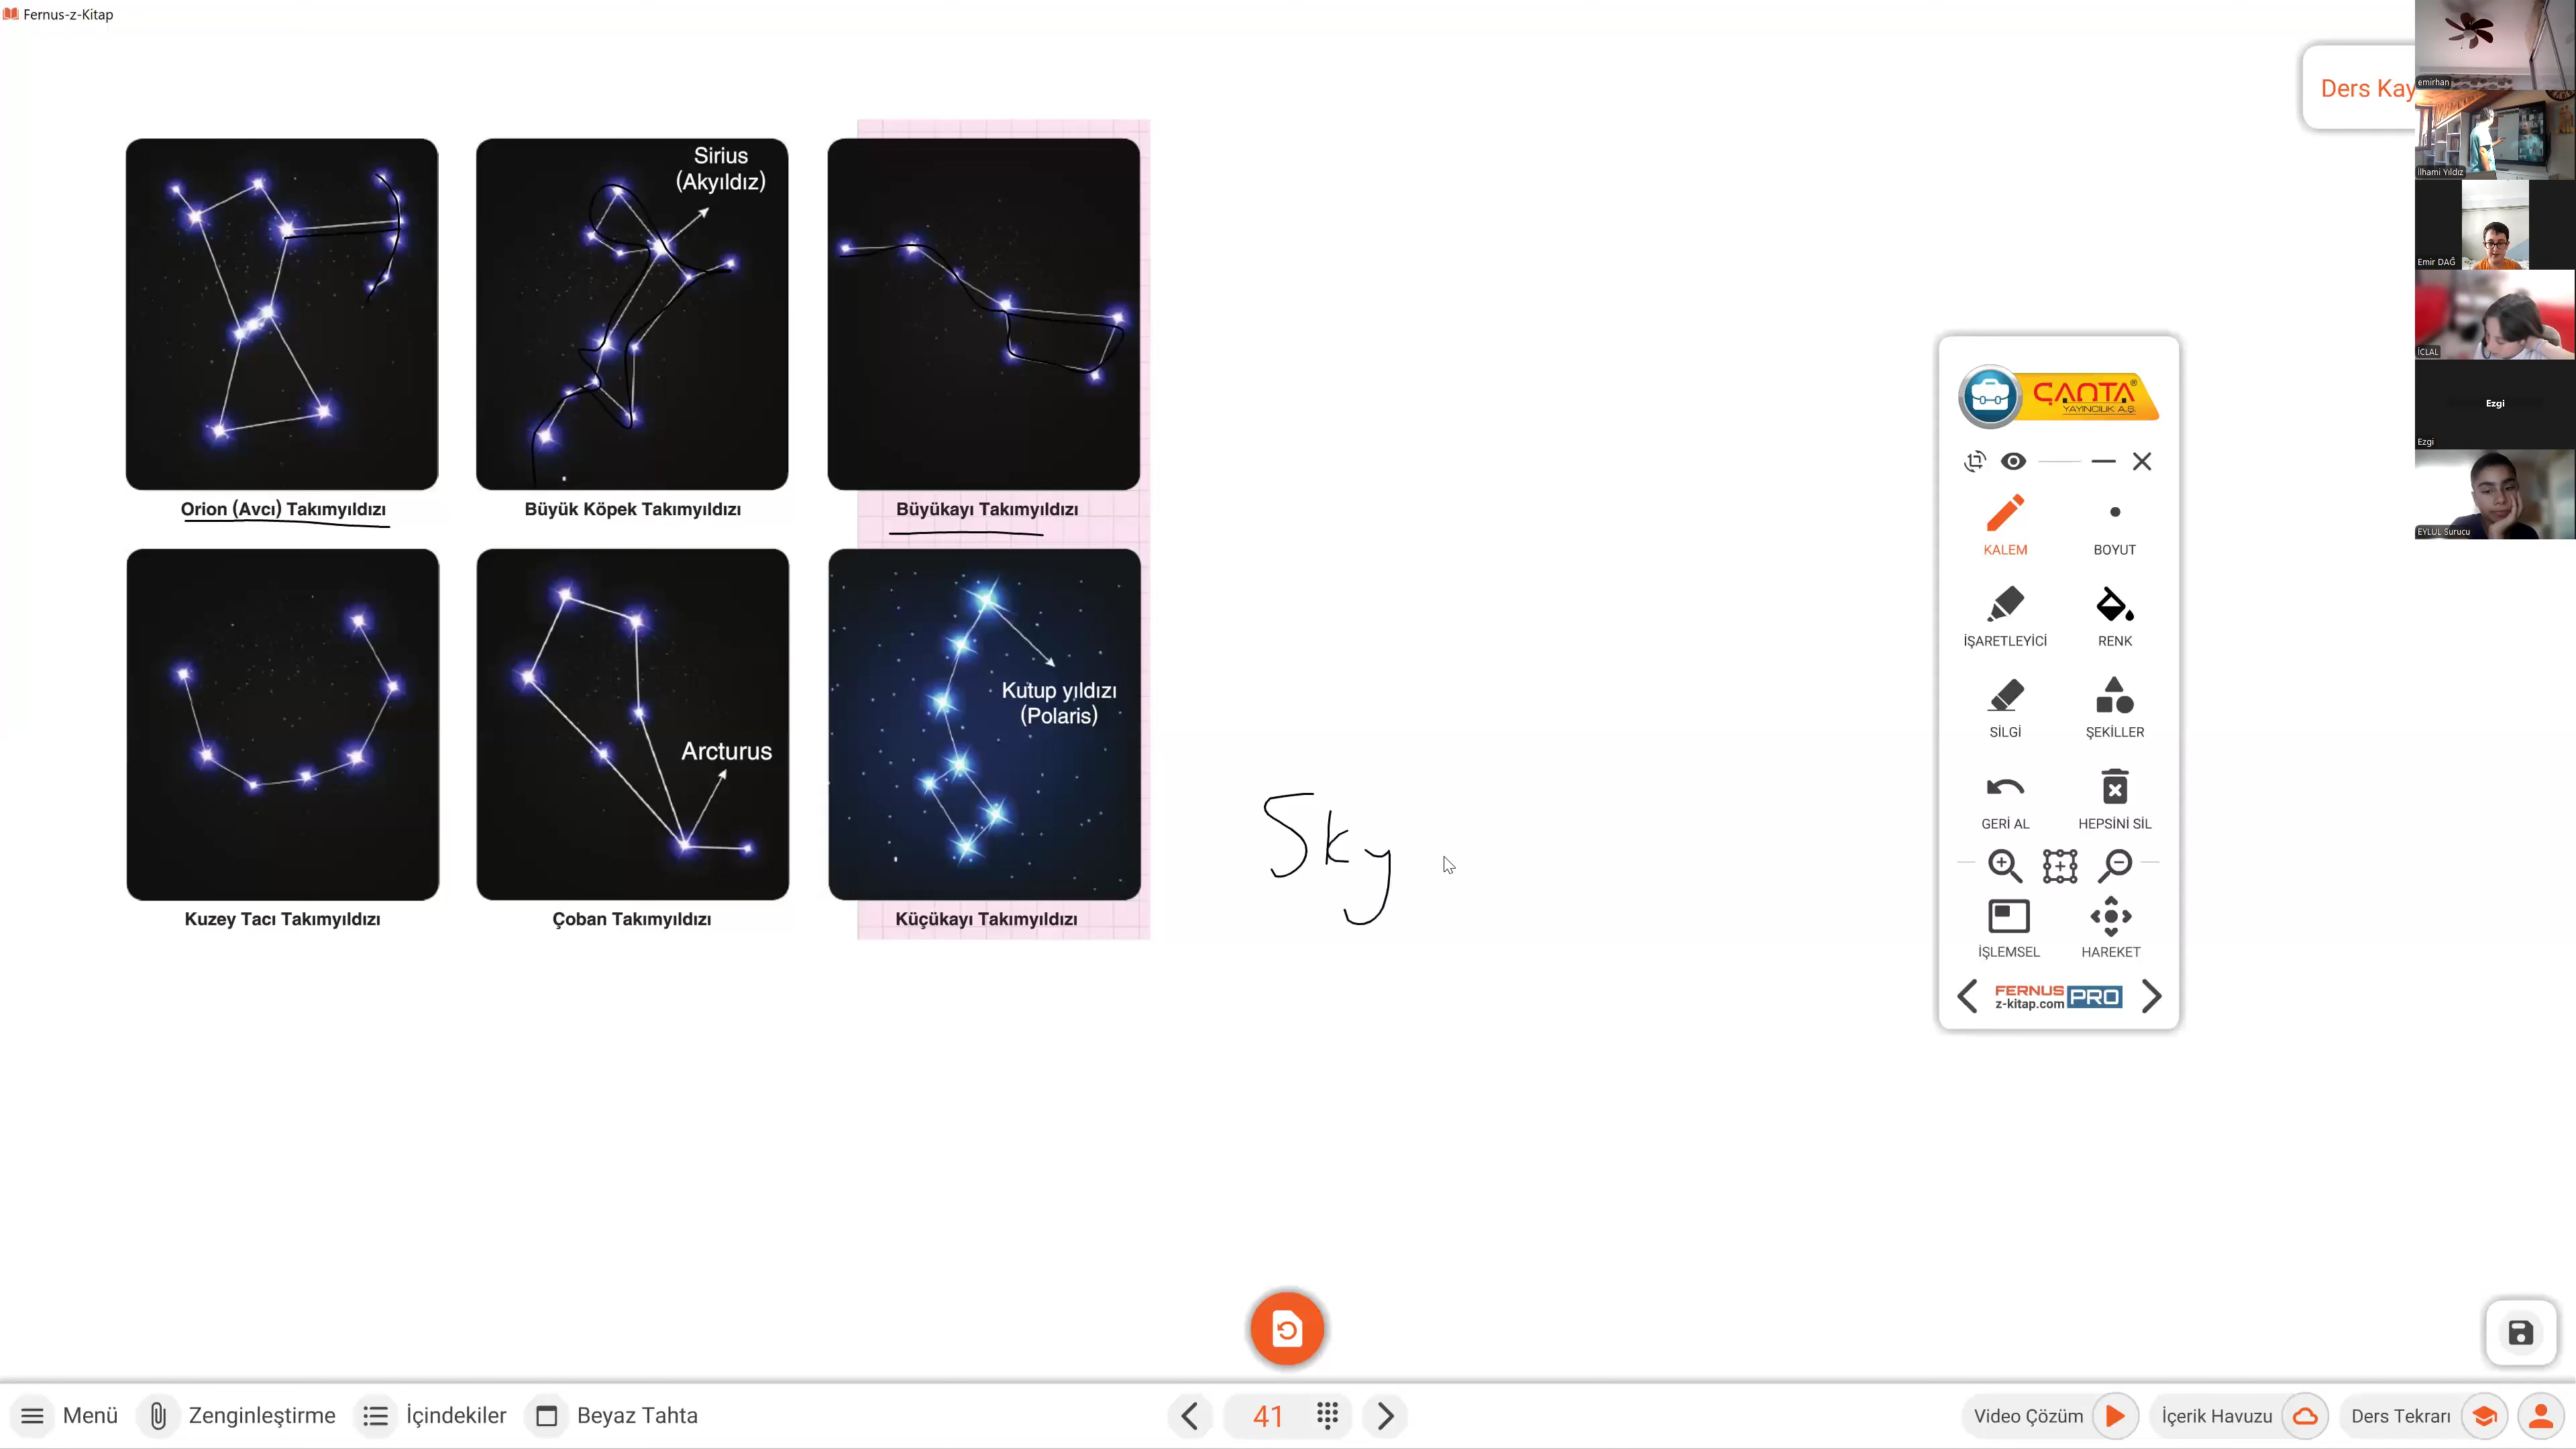 Fernus-z-Kitap
Ders Kay
emirhan
İlhami Yıldız
Emir DAĞ
İCLAL
Ezgi
Ezgi
EYLUL Surucu
Sirius
(Akyıldız)
Orion (Avcı) Takımyıldızı
Büyük Köpek Takımyıldızı
Büyükayı Takımyıldızı
Kutup yıldızı
(Polaris)
Arcturus
Kuzey Tacı Takımyıldızı
Çoban Takımyıldızı
Küçükayı Takımyıldızı
Sky
ÇANTA®
YAYINCILIK A.Ş.
KALEM
BOYUT
İŞARETLEYİCİ
RENK
SİLGİ
ŞEKİLLER
GERİ AL
HEPSİNİ SİL
İŞLEMSEL
HAREKET
FERNUS
z-kitap.com PRO
Menü
Zenginleştirme
İçindekiler
Beyaz Tahta
41
Video Çözüm
İçerik Havuzu
Ders Tekrarı